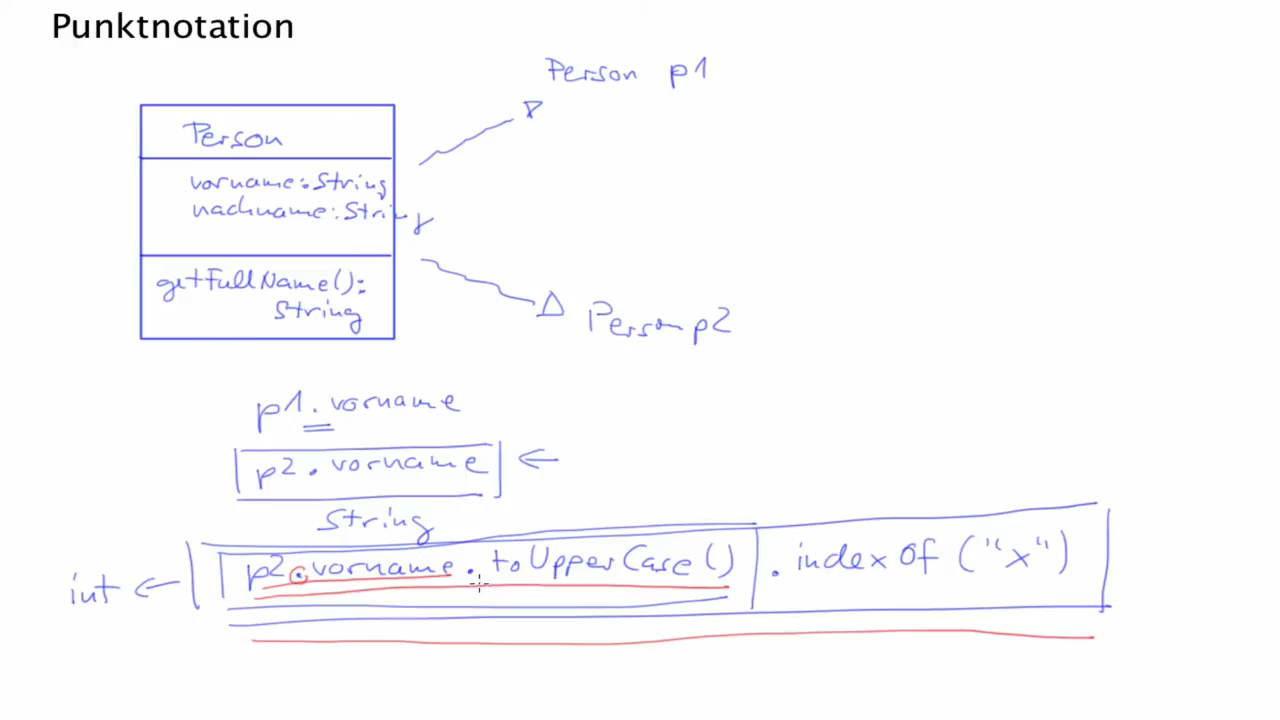 Punktnotation
Person p1
Person
vorname:String
nachname:String
getFullName():
String
Person p2
p1.vorname
p2.vorname
String
p2.vorname.toUpperCase().indexOf("x")
int